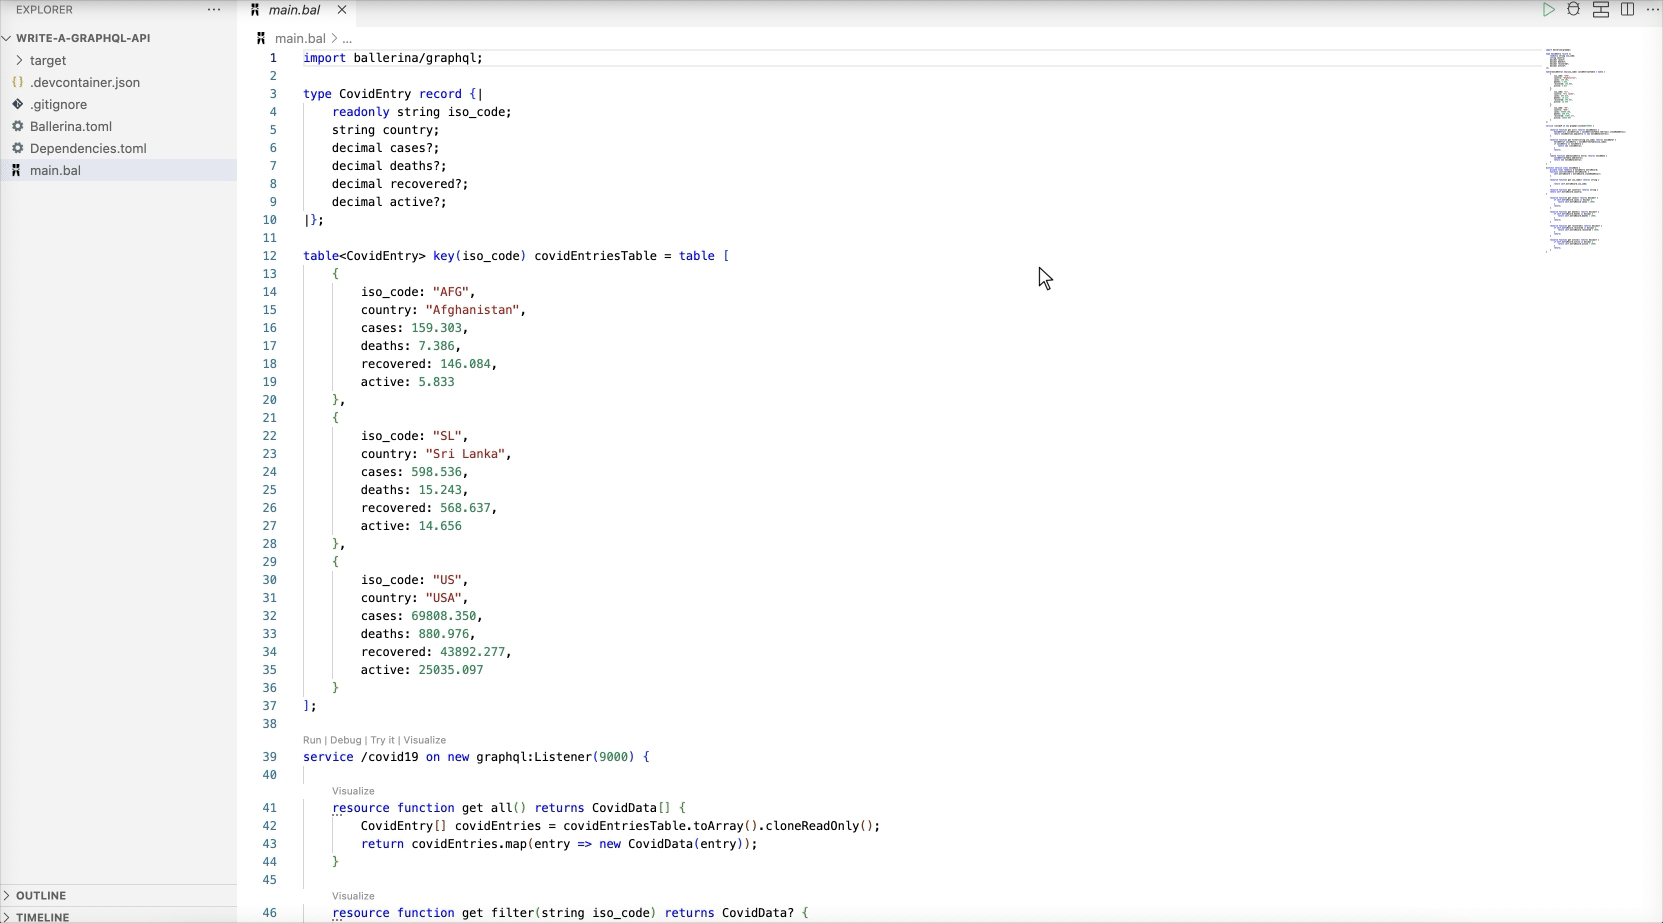 EXPLORER
WRITE-A-GRAPHQL-API
target
.devcontainer.json
.gitignore
Ballerina.toml
Dependencies.toml
main.bal
OUTLINE
TIMELINE
main.bal
main.bal > ...
1 import ballerina/graphql;
2
3 type CovidEntry record {|
4 readonly string iso_code;
5 string country;
6 decimal cases?;
7 decimal deaths?;
8 decimal recovered?;
9 decimal active?;
10 |};
11
12 table<CovidEntry> key(iso_code) covidEntriesTable = table [
13 {
14 iso_code: "AFG",
15 country: "Afghanistan",
16 cases: 159.303,
17 deaths: 7.386,
18 recovered: 146.084,
19 active: 5.833
20 },
21 {
22 iso_code: "SL",
23 country: "Sri Lanka",
24 cases: 598.536,
25 deaths: 15.243,
26 recovered: 568.637,
27 active: 14.656
28 },
29 {
30 iso_code: "US",
31 country: "USA",
32 cases: 69808.350,
33 deaths: 880.976,
34 recovered: 43892.277,
35 active: 25035.097
36 }
37 ];
38
Run | Debug | Try it | Visualize
39 service /covid19 on new graphql:Listener(9000) {
40
Visualize
41 resource function get all() returns CovidData[] {
42 CovidEntry[] covidEntries = covidEntriesTable.toArray().cloneReadOnly();
43 return covidEntries.map(entry => new CovidData(entry));
44 }
45
Visualize
46 resource function get filter(string iso_code) returns CovidData? {